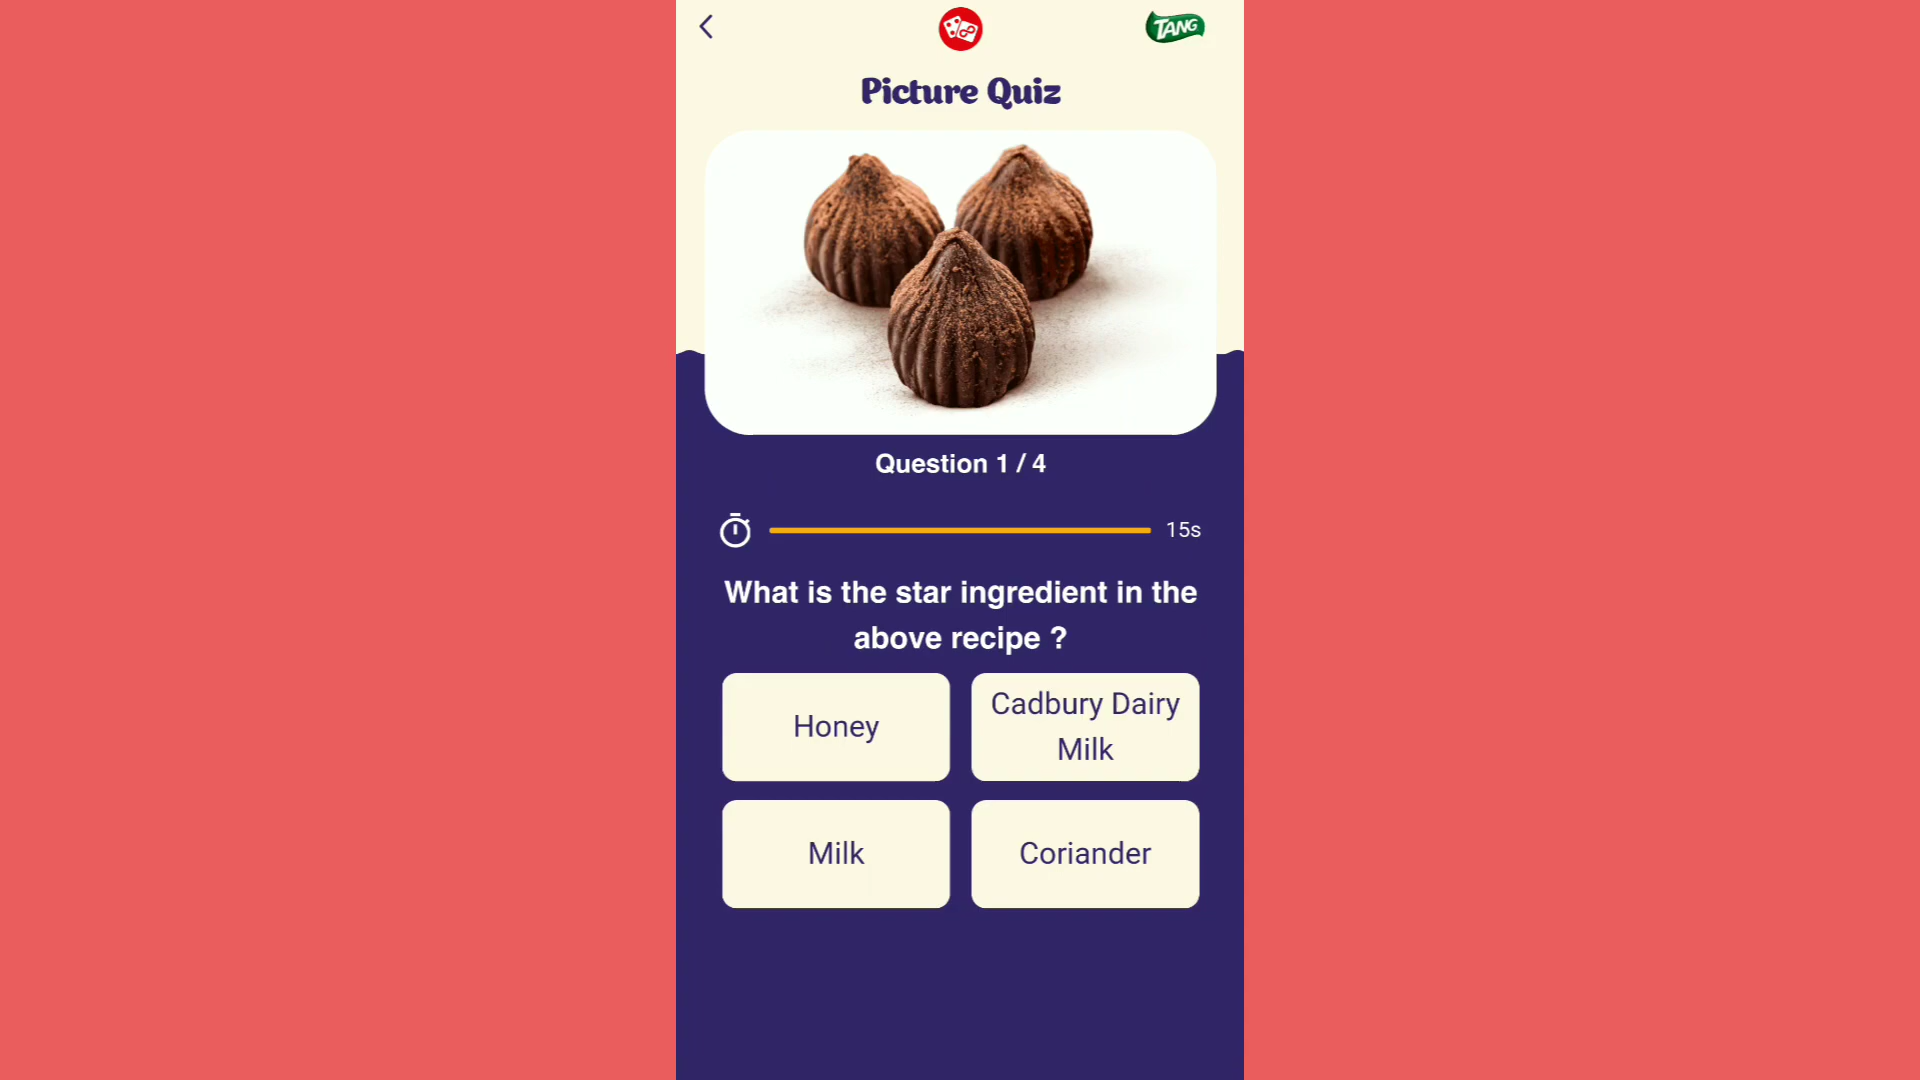 TANG
Picture Quiz
Question 1 / 4
15s
What is the star ingredient in the
above recipe ?
Honey
Cadbury Dairy
Milk
Milk
Coriander